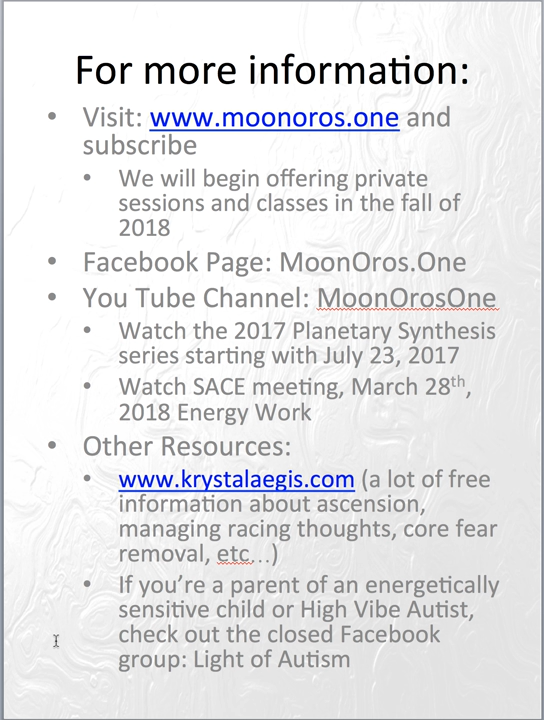 For more information:
• Visit: www.moonoros.one and
subscribe
• We will begin offering private
sessions and classes in the fall of
2018
• Facebook Page: MoonOros.One
• You Tube Channel: MoonOrosOne
• Watch the 2017 Planetary Synthesis
series starting with July 23, 2017
• Watch SACE meeting, March 28th,
2018 Energy Work
• Other Resources:
• www.krystalaegis.com (a lot of free
information about ascension,
managing racing thoughts, core fear
removal, etc...)
• If you're a parent of an energetically
sensitive child or High Vibe Autist,
check out the closed Facebook
group: Light of Autism